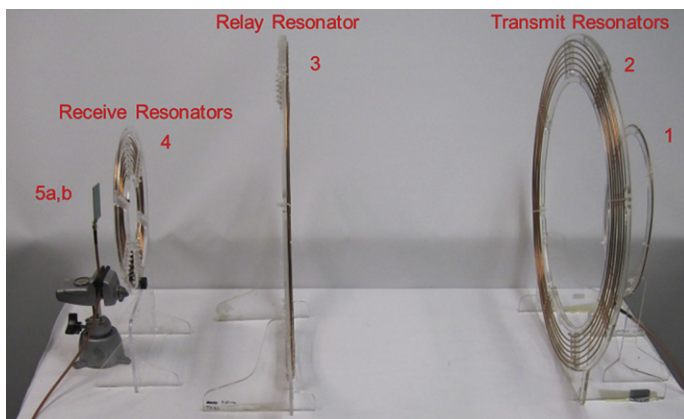 Relay Resonator
3
Transmit Resonators
2
1
Receive Resonators
4
5a,b